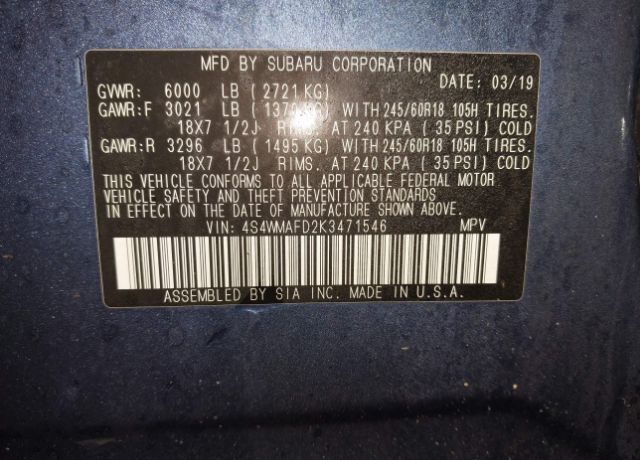 MFD BY SUBARU CORPORATION
DATE: 03/19
GVWR: 6000 LB (2721 KG)
GAWR:F 3021 LB (1370 KG) WITH 245/60R18 105H TIRES.
18X7 1/2J RIMS. AT 240 KPA (35 PSI) COLD
GAWR:R 3296 LB (1495 KG) WITH 245/60R18 105H TIRES.
18X7 1/2J RIMS. AT 240 KPA (35 PSI) COLD
THIS VEHICLE CONFORMS TO ALL APPLICABLE FEDERAL MOTOR
VEHICLE SAFETY AND THEFT PREVENTION STANDARDS
IN EFFECT ON THE DATE OF MANUFACTURE SHOWN ABOVE.
VIN: 4S4WMAFD2K3471546 MPV
ASSEMBLED BY SIA INC. MADE IN U.S.A.